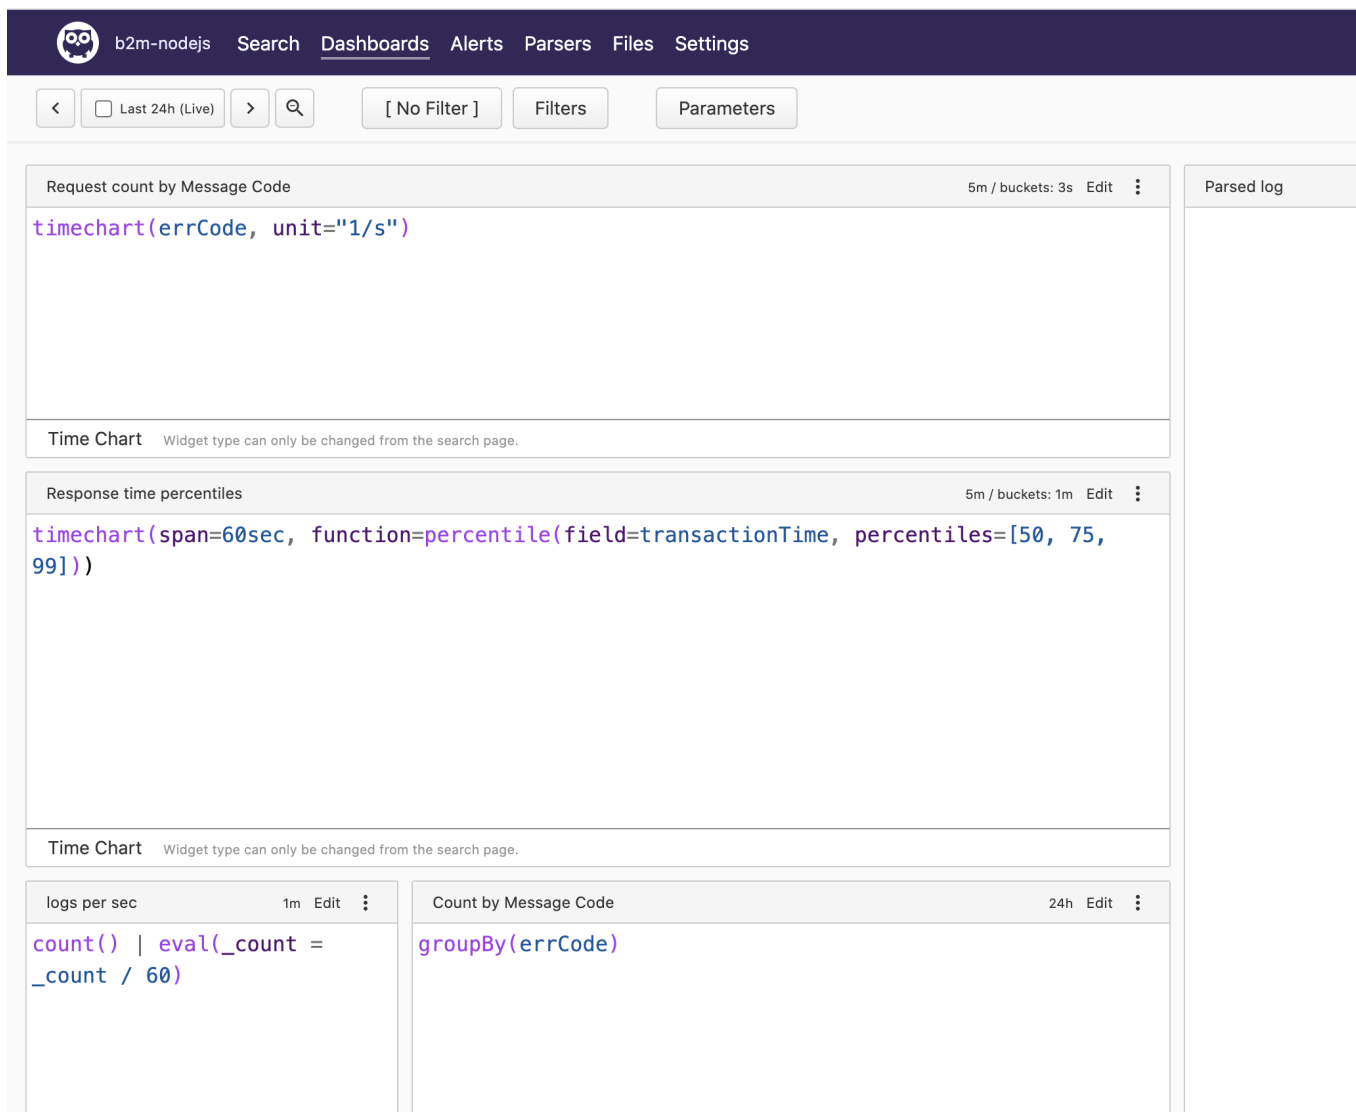 b2m-nodejs Search Dashboards Alerts Parsers Files Settings
Last 24h (Live) [ No Filter ] Filters Parameters
Request count by Message Code 5m / buckets: 3s Edit
timechart(errCode, unit="1/s")
Time Chart Widget type can only be changed from the search page.
Response time percentiles 5m / buckets: 1m Edit
timechart(span=60sec, function=percentile(field=transactionTime, percentiles=[50, 75,
99]))
Time Chart Widget type can only be changed from the search page.
logs per sec 1m Edit
count() | eval(_count =
_count / 60)
Count by Message Code 24h Edit
groupBy(errCode)
Parsed log